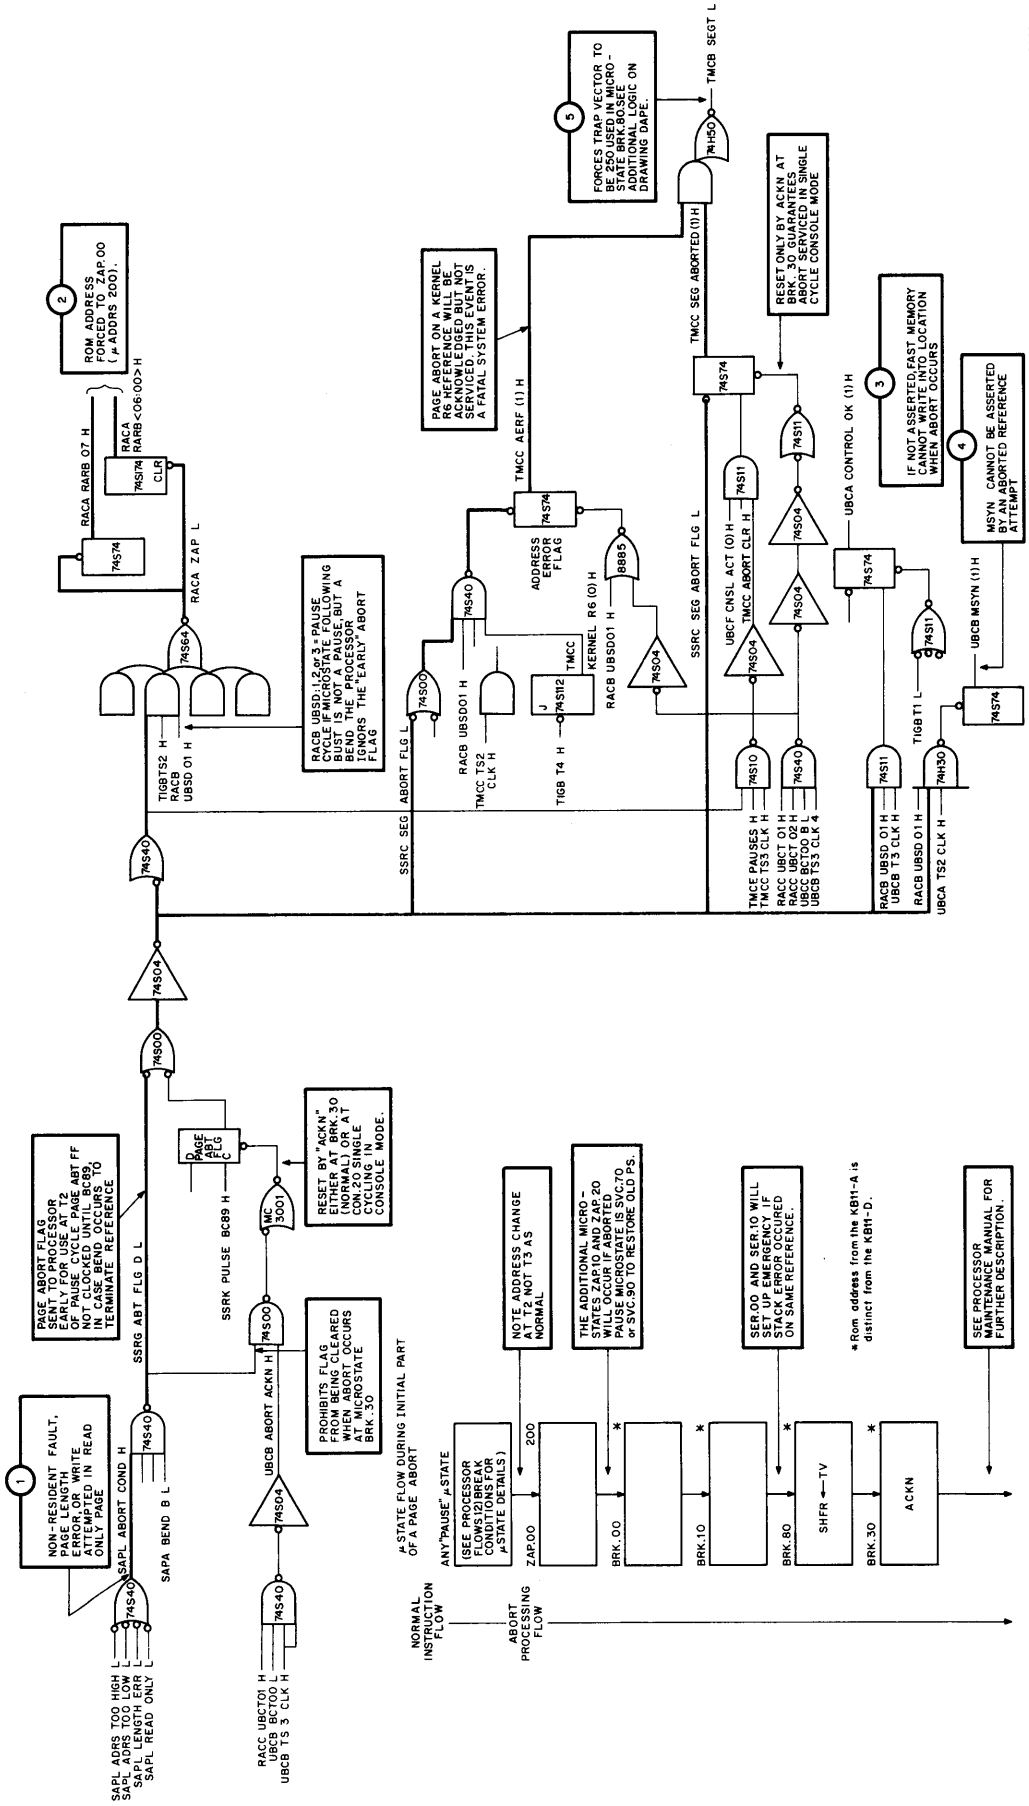 1
NON-RESIDENT FAULT,
PAGE LENGTH
ERROR, OR WRITE
ATTEMPTED IN READ
ONLY PAGE
SAPL ADRS TOO HIGH L
SAPL ADRS TOO LOW L
SAPL LENGTH ERR L
SAPL READ ONLY L
74S40
SAPL ABORT COND H
SAPA BEND B L
74S40
SSRG ABT FLG D L
PAGE ABORT FLAG
SENT TO PROCESSOR
EARLY FOR USE AT T2
OF PAUSE CYCLE. PAGE ABT FF
NOT CLOCKED UNTIL BC89,
IN CASE BEND OCCURS TO
TERMINATE REFERENCE
SSRK PULSE BC89 H
D
PAGE
ABT
FLG
C
74S00
74S04
74S40
RACC UBCT01 H
UBCB BCT00 L
UBCB TS 3 CLK H
74S40
74S04
UBCB ABORT ACKN H
74S00
MC
3001
PROHIBITS FLAG
FROM BEING CLEARED
WHEN ABORT OCCURS
AT MICROSTATE
BRK.30
RESET BY "ACKN"
EITHER AT BRK.30
(NORMAL) OR AT
CON.20 SINGLE
CYCLING IN
CONSOLE MODE.
TIGBTS2 H
RACB
UBSD 01 H
74S64
RACA ZAP L
74S74
RACA RARB 07 H
74S174
CLR
RACA
RARB<06:00> H
2
ROM ADDRESS
FORCED TO ZAP.00
(μ ADDRS 200).
RACB UBSD:1,2,or 3 = PAUSE
CYCLE IF MICROSTATE FOLLOWING
BUST IS NOT A PAUSE, BUT A
BEND THE PROCESSOR
IGNORS THE "EARLY" ABORT
FLAG
SSRC SEG ABORT FLG L
74S00
RACB UBSD01 H
TMCC TS2
CLK H
TIGB T4 H
J
74S112
TMCC
KERNEL R6 (0) H
74S40
ADDRESS
ERROR
FLAG
74S74
TMCC AERF (1) H
RACB UBSD01 H
8885
74S04
PAGE ABORT ON A KERNEL
R6 REFERENCE WILL BE
ACKNOWLEDGED BUT NOT
SERVICED. THIS EVENT IS
A FATAL SYSTEM ERROR.
5
FORCES TRAP VECTOR TO
BE 250 USED IN MICRO-
STATE BRK.80. SEE
ADDITIONAL LOGIC ON
DRAWING DAPE.
74H50
TMCB SEGT L
SSRC SEG ABORT FLG L
74S74
TMCC SEG ABORTED (1) H
UBCF CNSL ACT (0) H
TMCC ABORT CLR H
74S11
TMCE PAUSES H
TMCC TS3 CLK H
74S10
74S04
RACC UBCT 01 H
RACC UBCT 02 H
UBCC BCT00 B L
UBCB TS3 CLK 4
74S40
74S04
74S04
74S11
RESET ONLY BY ACKN AT
BRK. 30 GUARANTEES
ABORT SERVICED IN SINGLE
CYCLE CONSOLE MODE
RACB UBSD 01 H
UBCB T3 CLK H
74S11
74S74
UBCA CONTROL OK (1) H
TIGB T1 L
74S11
3
IF NOT ASSERTED, FAST MEMORY
CANNOT WRITE INTO LOCATION
WHEN ABORT OCCURS
RACB UBSD 01 H
UBCA TS2 CLK H
74H30
74S74
UBCB MSYN (1) H
4
MSYN CANNOT BE ASSERTED
BY AN ABORTED REFERENCE
ATTEMPT
μSTATE FLOW DURING INITIAL PART
OF A PAGE ABORT
NORMAL
INSTRUCTION
FLOW
ABORT
PROCESSING
FLOW
ANY "PAUSE" μSTATE
(SEE PROCESSOR
FLOWS 12) BREAK
CONDITIONS FOR
μSTATE DETAILS)
ZAP.00
200
NOTE ADDRESS CHANGE
AT T2 NOT T3 AS
NORMAL
BRK.00
*
THE ADDITIONAL MICRO-
STATES ZAP.10 AND ZAP.20
WILL OCCUR IF ABORTED
PAUSE MICROSTATE IS SVC.70
or SVC.90 TO RESTORE OLD PS.
BRK.10
*
BRK.80
*
SHFR ← TV
SER.00 AND SER.10 WILL
SET UP EMERGENCY IF
STACK ERROR OCCURED
ON SAME REFERENCE.
BRK.30
*
ACKN
* Rom address from the KB11-A is
distinct from the KB11-D.
SEE PROCESSOR
MAINTENANCE MANUAL FOR
FURTHER DESCRIPTION.